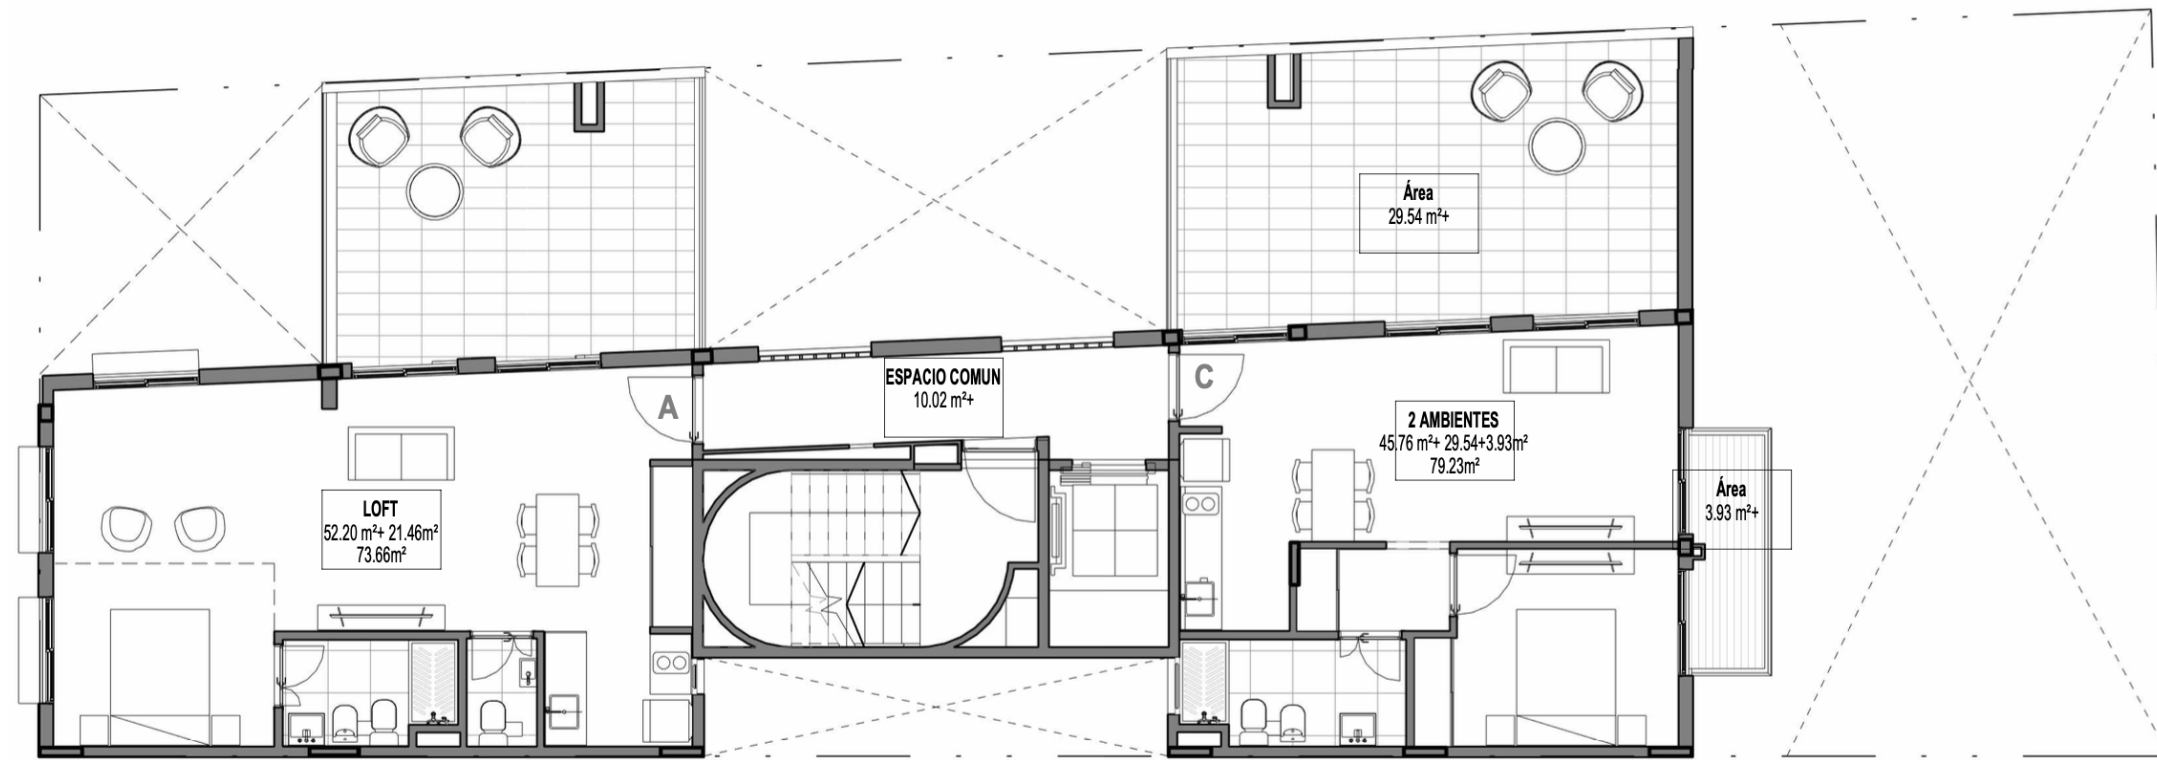 Área
29.54 m²+
A
ESPACIO COMUN
10.02 m²+
C
2 AMBIENTES
45.76 m²+ 29.54+3.93m²
79.23m²
LOFT
52.20 m²+ 21.46m²
73.66m²
Área
3.93 m²+